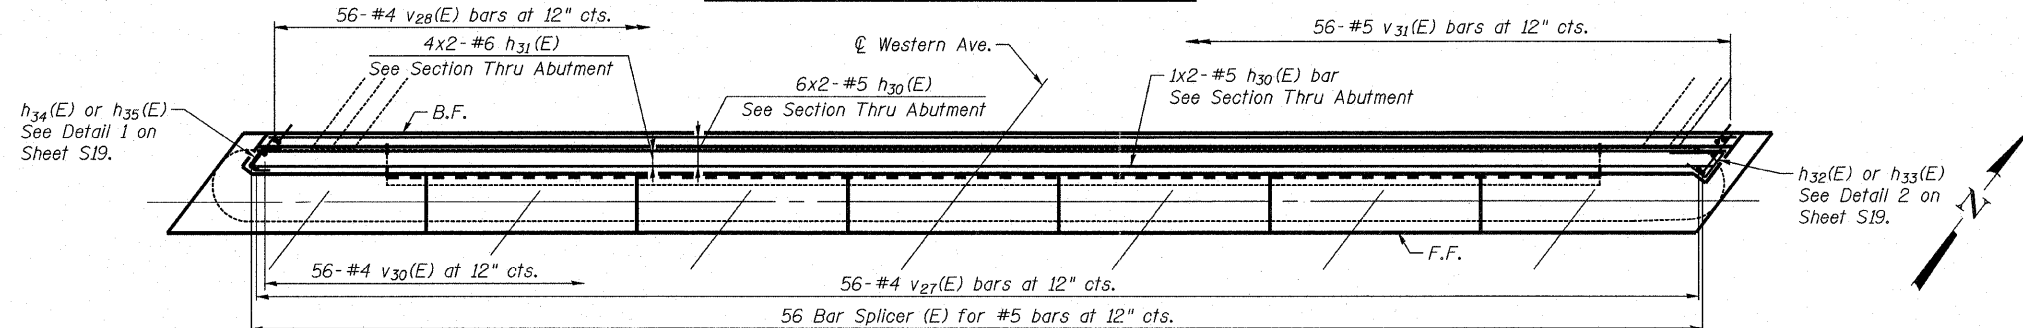 56-#4 v28(E) bars at 12" cts.
4x2-#6 h31(E)
See Section Thru Abutment
℄ Western Ave.
56-#5 v31(E) bars at 12" cts.
6x2-#5 h30(E)
See Section Thru Abutment
1x2-#5 h30(E) bar
See Section Thru Abutment
h34(E) or h35(E)
See Detail 1 on
Sheet S19.
B.F.
h32(E) or h33(E)
See Detail 2 on
Sheet S19.
N
F.F.
56-#4 v30(E) at 12" cts.
56-#4 v27(E) bars at 12" cts.
56 Bar Splicer (E) for #5 bars at 12" cts.